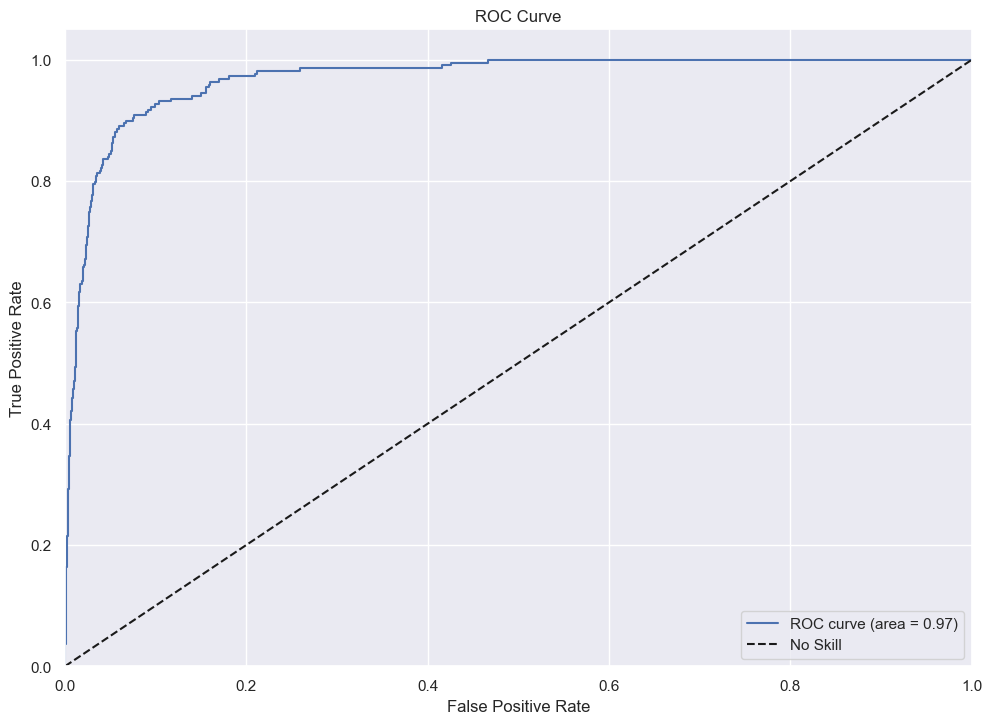 ROC Curve
True Positive Rate
1.0
0.8
0.6
0.4
0.2
0.0
0.0 0.2 0.4 0.6 0.8 1.0
False Positive Rate
ROC curve (area = 0.97)
No Skill